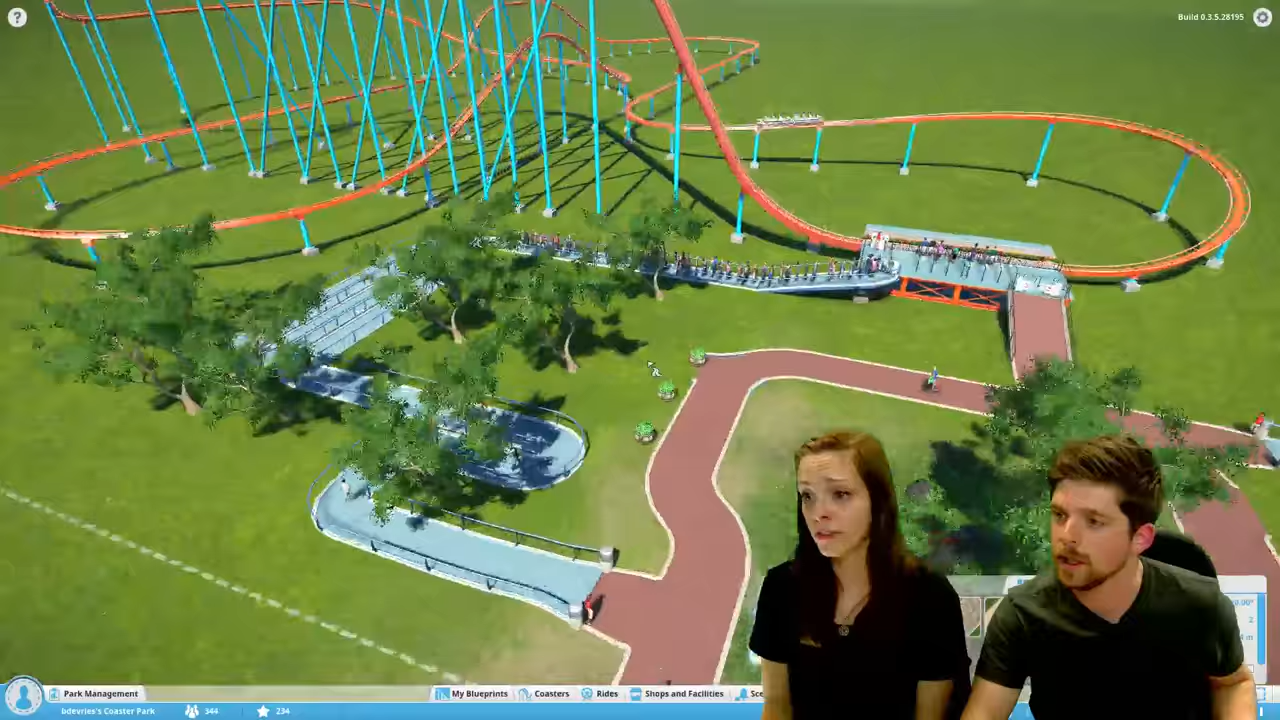 ?
Build 0.3.5.28195
Park Management
My Blueprints
Coasters
Rides
Shops and Facilities
bdevries's Coaster Park
344
234